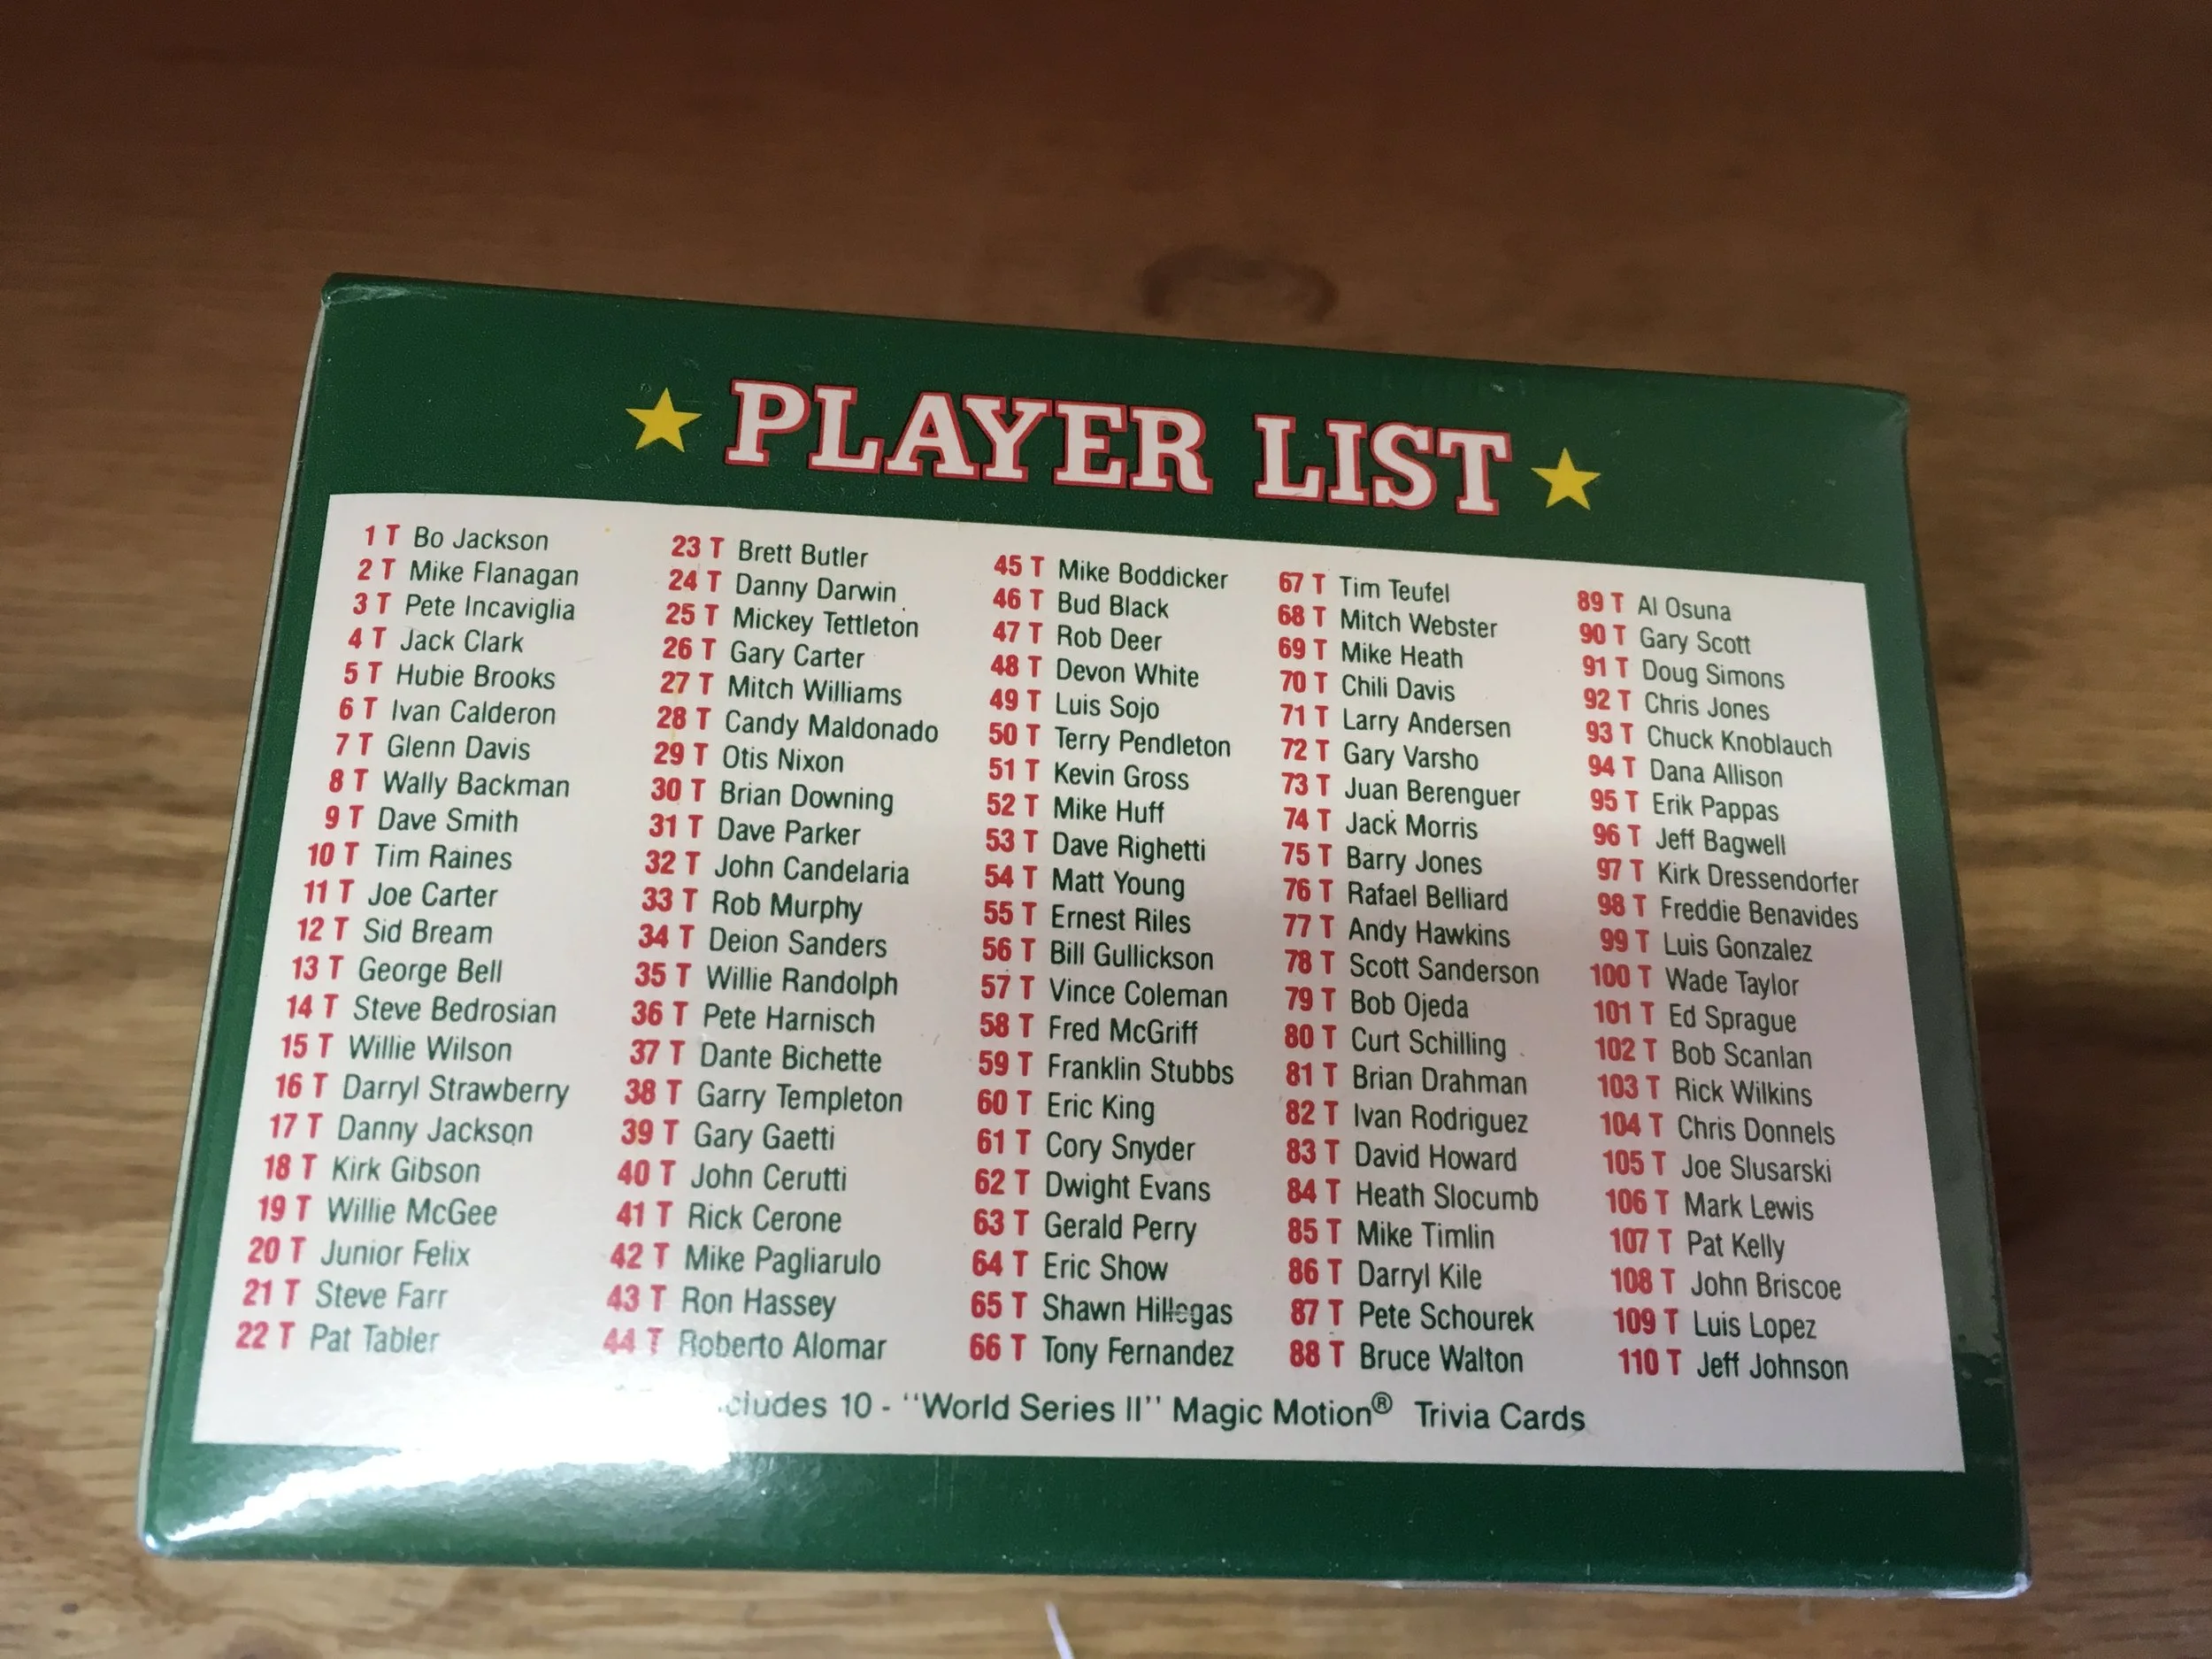 PLAYER LIST
1 T Bo Jackson
2 T Mike Flanagan
3 T Pete Incaviglia
4 T Jack Clark
5 T Hubie Brooks
6 T Ivan Calderon
7 T Glenn Davis
8 T Wally Backman
9 T Dave Smith
10 T Tim Raines
11 T Joe Carter
12 T Sid Bream
13 T George Bell
14 T Steve Bedrosian
15 T Willie Wilson
16 T Darryl Strawberry
17 T Danny Jackson
18 T Kirk Gibson
19 T Willie McGee
20 T Junior Felix
21 T Steve Farr
22 T Pat Tabler
23 T Brett Butler
24 T Danny Darwin
25 T Mickey Tettleton
26 T Gary Carter
27 T Mitch Williams
28 T Candy Maldonado
29 T Otis Nixon
30 T Brian Downing
31 T Dave Parker
32 T John Candelaria
33 T Rob Murphy
34 T Deion Sanders
35 T Willie Randolph
36 T Pete Harnisch
37 T Dante Bichette
38 T Garry Templeton
39 T Gary Gaetti
40 T John Cerutti
41 T Rick Cerone
42 T Mike Pagliarulo
43 T Ron Hassey
44 T Roberto Alomar
45 T Mike Boddicker
46 T Bud Black
47 T Rob Deer
48 T Devon White
49 T Luis Sojo
50 T Terry Pendleton
51 T Kevin Gross
52 T Mike Huff
53 T Dave Righetti
54 T Matt Young
55 T Ernest Riles
56 T Bill Gullickson
57 T Vince Coleman
58 T Fred McGriff
59 T Franklin Stubbs
60 T Eric King
61 T Cory Snyder
62 T Dwight Evans
63 T Gerald Perry
64 T Eric Show
65 T Shawn Hillegas
66 T Tony Fernandez
67 T Tim Teufel
68 T Mitch Webster
69 T Mike Heath
70 T Chili Davis
71 T Larry Andersen
72 T Gary Varsho
73 T Juan Berenguer
74 T Jack Morris
75 T Barry Jones
76 T Rafael Belliard
77 T Andy Hawkins
78 T Scott Sanderson
79 T Bob Ojeda
80 T Curt Schilling
81 T Brian Drahman
82 T Ivan Rodriguez
83 T David Howard
84 T Heath Slocumb
85 T Mike Timlin
86 T Darryl Kile
87 T Pete Schourek
88 T Bruce Walton
89 T Al Osuna
90 T Gary Scott
91 T Doug Simons
92 T Chris Jones
93 T Chuck Knoblauch
94 T Dana Allison
95 T Erik Pappas
96 T Jeff Bagwell
97 T Kirk Dressendorfer
98 T Freddie Benavides
99 T Luis Gonzalez
100 T Wade Taylor
101 T Ed Sprague
102 T Bob Scanlan
103 T Rick Wilkins
104 T Chris Donnels
105 T Joe Slusarski
106 T Mark Lewis
107 T Pat Kelly
108 T John Briscoe
109 T Luis Lopez
110 T Jeff Johnson
10 - "World Series II" Magic Motion® Trivia Cards